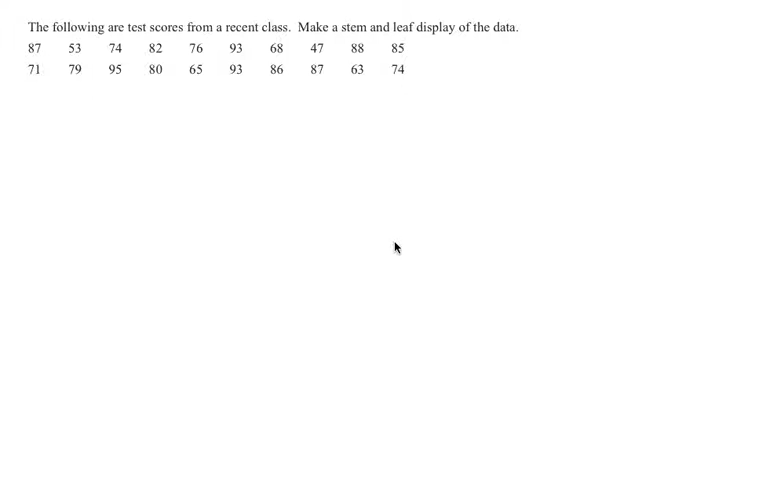 The following are test scores from a recent class.  Make a stem and leaf display of the data.
87 53 74 82 76 93 68 47 88 85
71 79 95 80 65 93 86 87 63 74